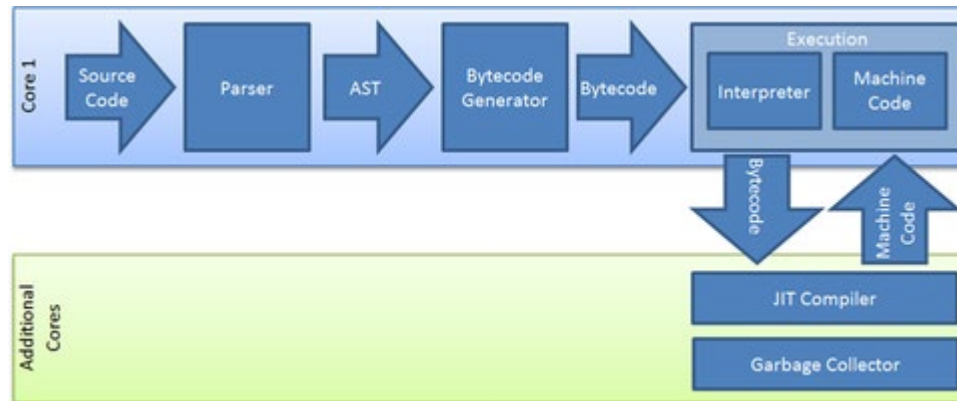 Core 1
Source
Code
Parser
AST
Bytecode
Generator
Bytecode
Execution
Interpreter
Machine
Code
Bytecode
Machine
Code
Additional
Cores
JIT Compiler
Garbage Collector